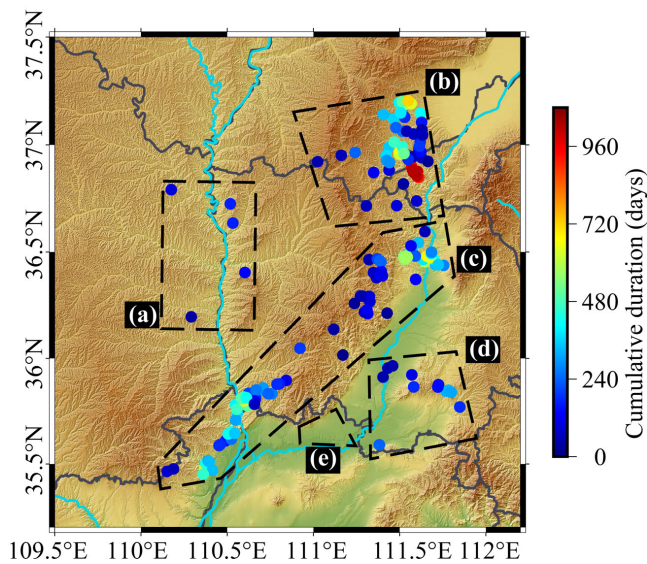 37.5°N
37°N
36.5°N
36°N
35.5°N
(b)
(c)
(a)
(d)
(e)
109.5°E 110°E 110.5°E 111°E 111.5°E 112°E
960
720
480
240
0
Cumulative duration (days)